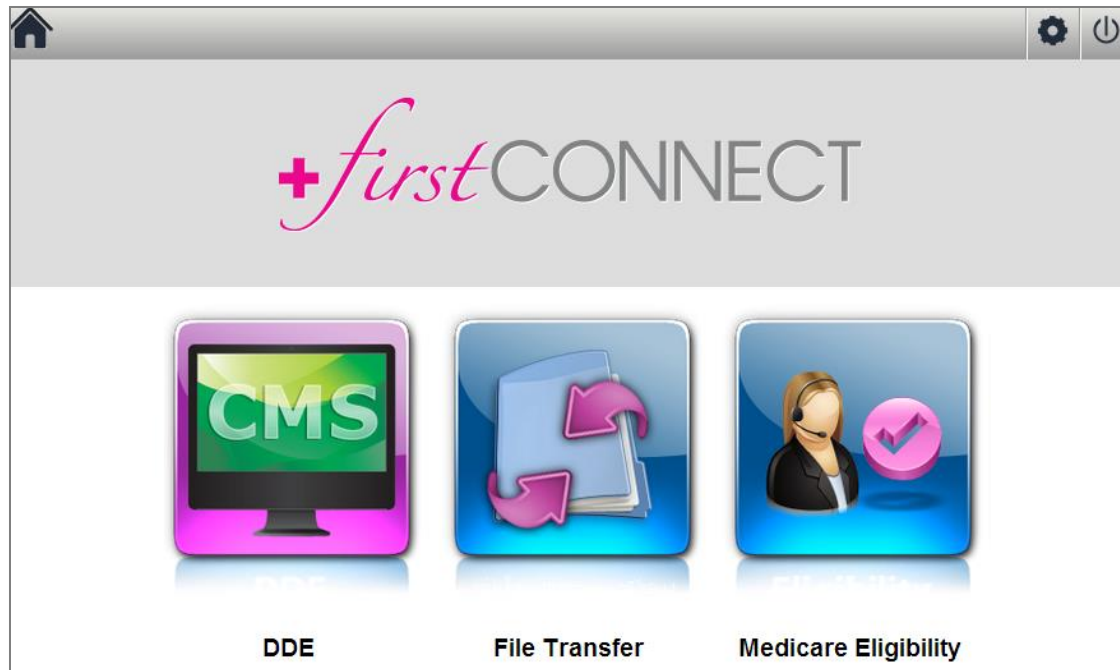 +firstCONNECT
CMS
DDE
File Transfer
Medicare Eligibility